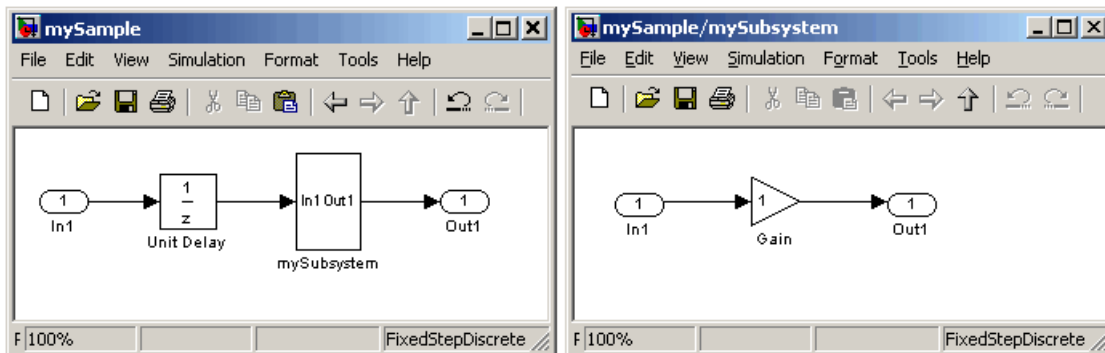 mySample
File Edit View Simulation Format Tools Help
1
In1
1
z
Unit Delay
In1 Out1
mySubsystem
1
Out1
F 100%
FixedStepDiscrete
mySample/mySubsystem
File Edit View Simulation Format Tools Help
1
In1
1
Gain
1
Out1
F 100%
FixedStepDiscrete